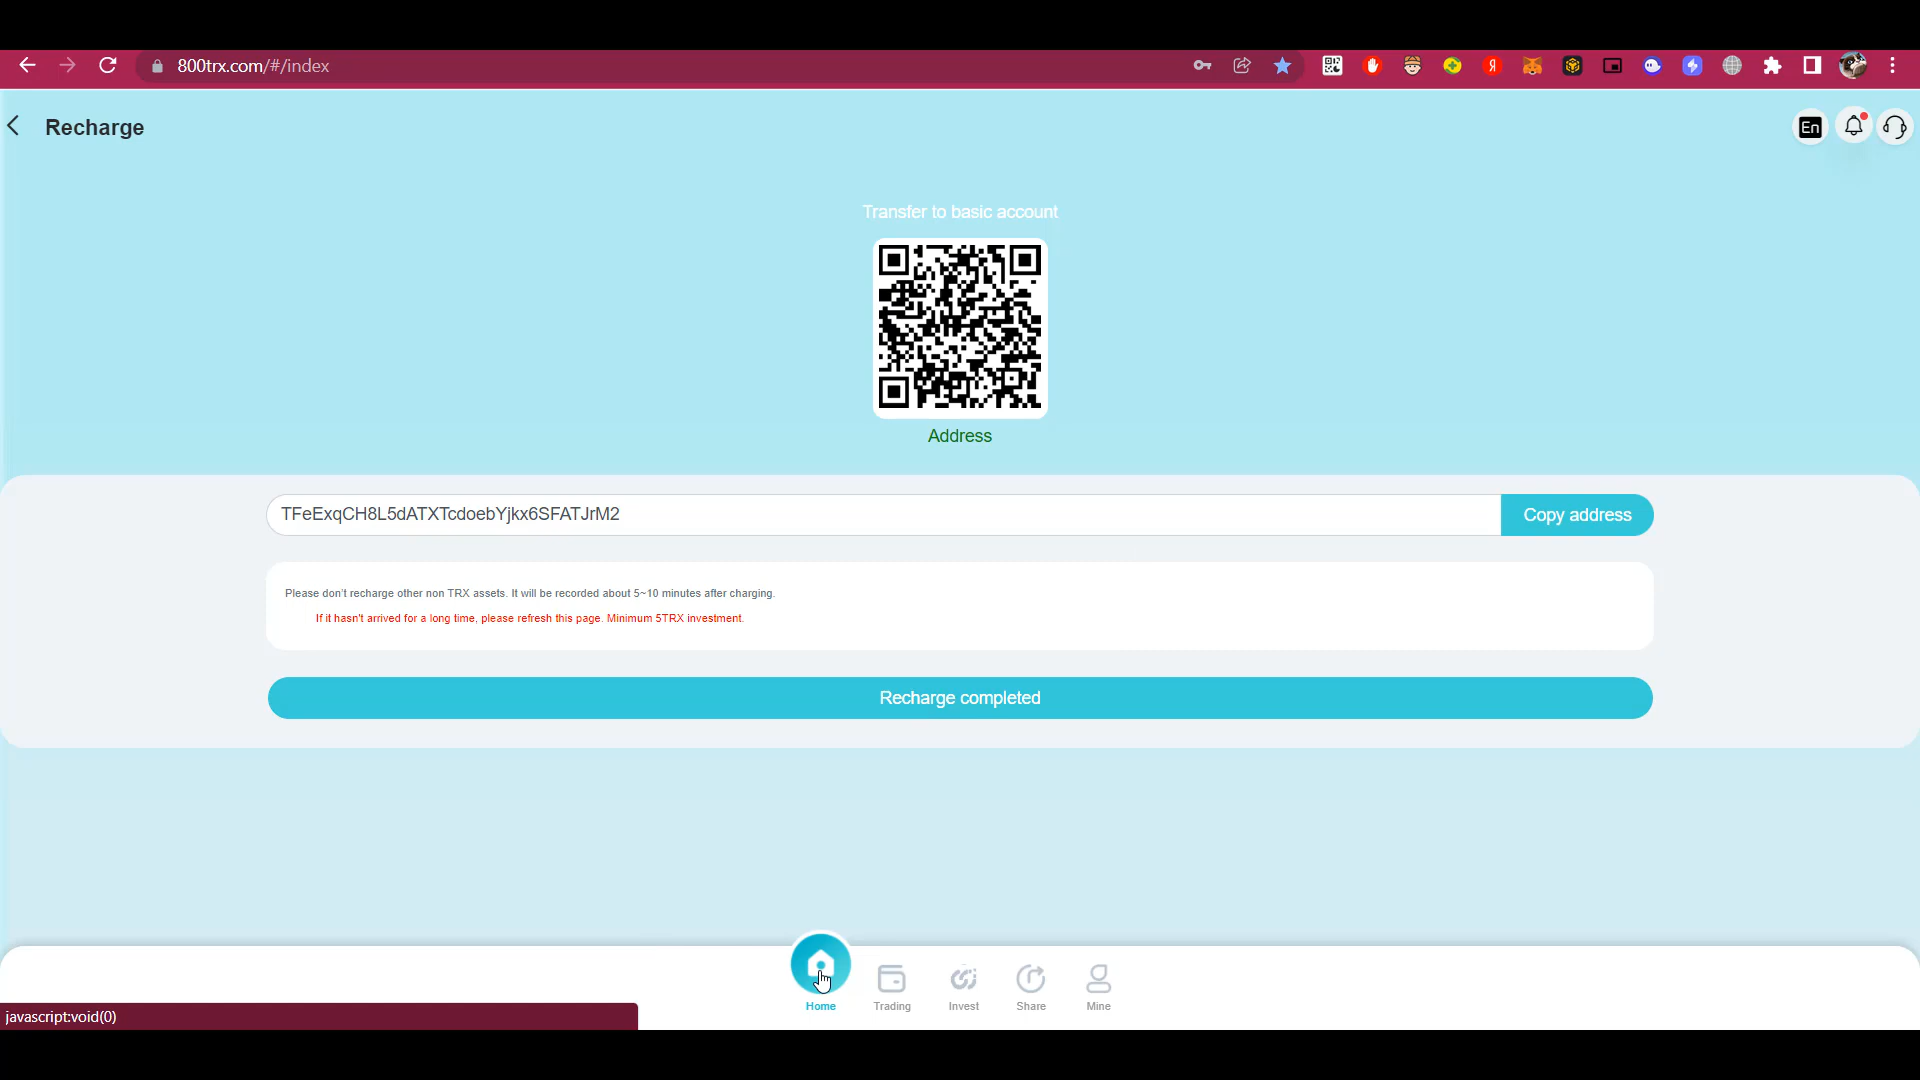 800trx.com/#/index
Recharge
En
Transfer to basic account
Address
TFeExqCH8L5dATXTcdoebYjkx6SFATJrM2
Copy address
Please don't recharge other non TRX assets. It will be recorded about 5~10 minutes after charging.
If it hasn't arrived for a long time, please refresh this page. Minimum 5TRX investment.
Recharge completed
Home
Trading
Invest
Share
Mine
javascript:void(0)